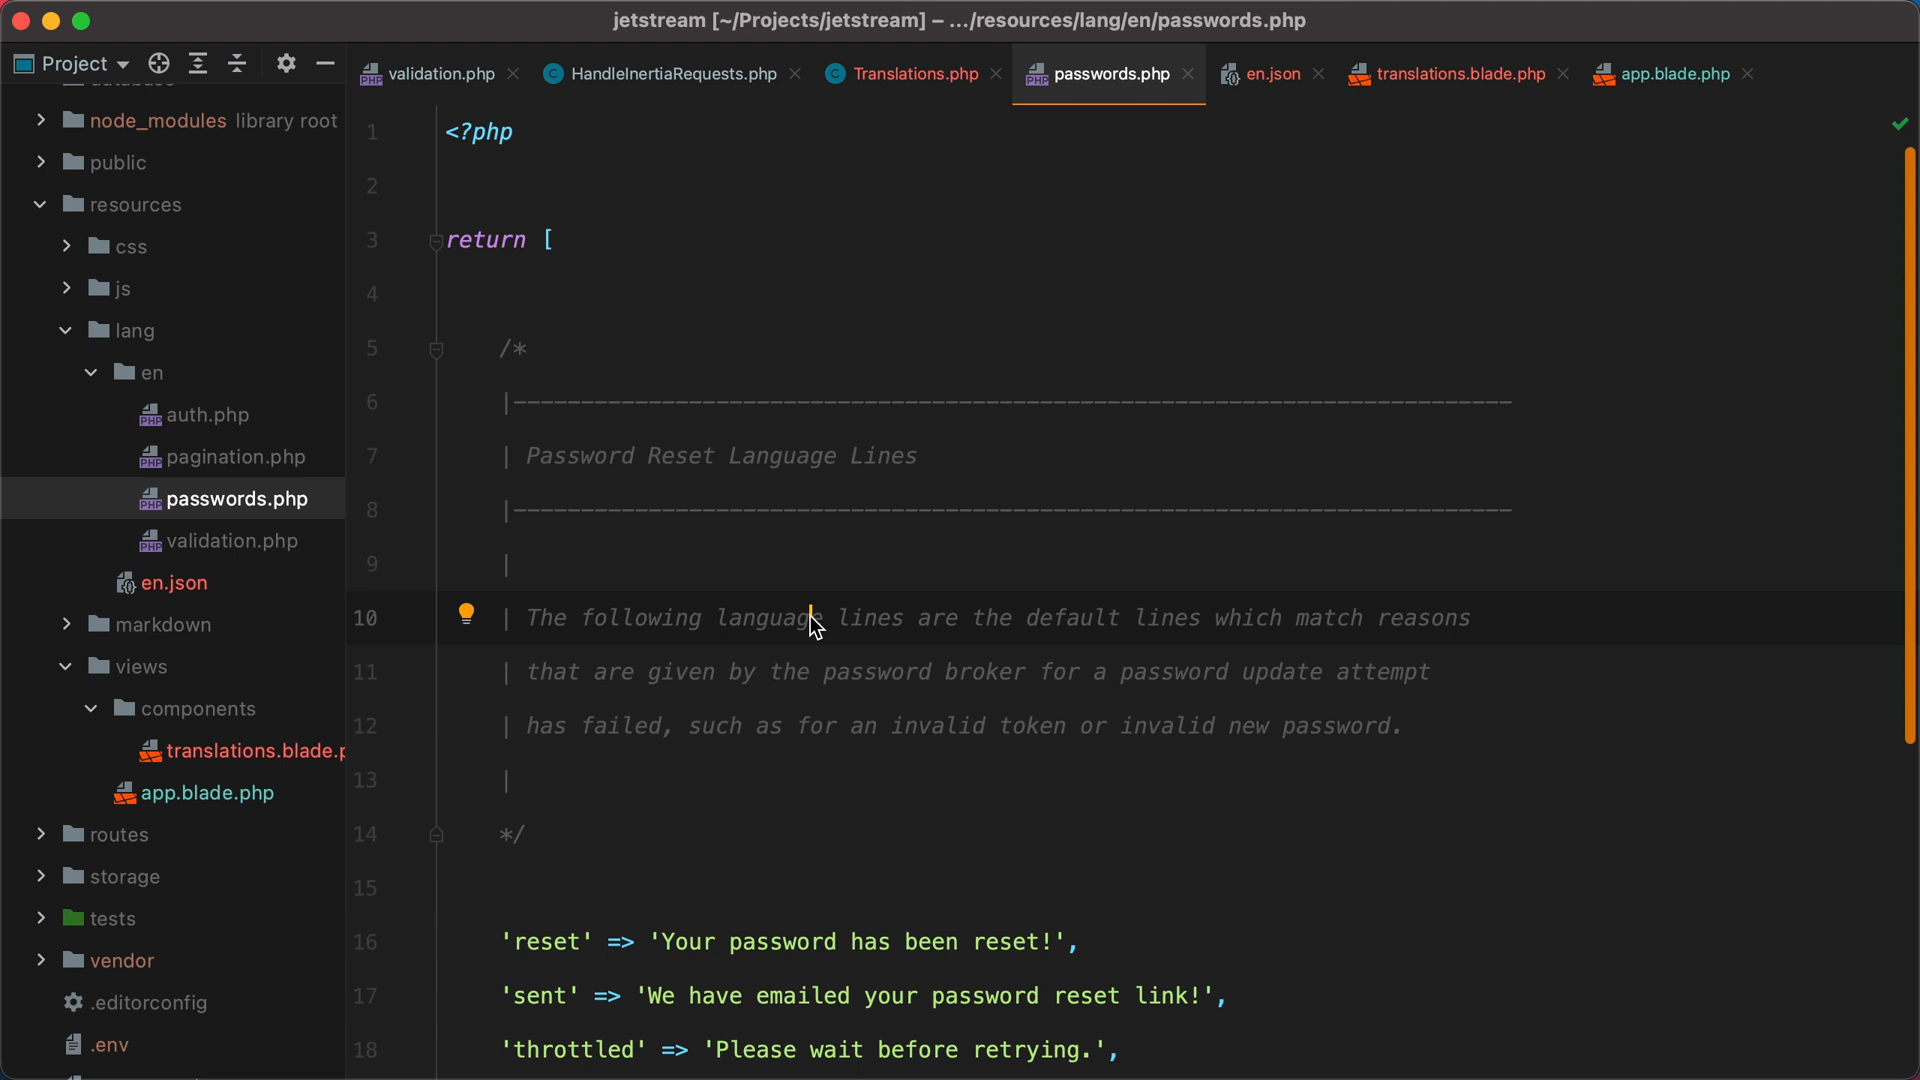 jetstream [~/Projects/jetstream] – .../resources/lang/en/passwords.php
Project
validation.php
HandleInertiaRequests.php
Translations.php
passwords.php
en.json
translations.blade.php
app.blade.php
node_modules library root
public
resources
css
js
lang
en
PHP auth.php
PHP pagination.php
PHP passwords.php
PHP validation.php
en.json
markdown
views
components
translations.blade.p
app.blade.php
routes
storage
tests
vendor
.editorconfig
.env
1 <?php
2
3 return [
4
5 /*
6 |--------------------------------------------------------------------------
7 | Password Reset Language Lines
8 |--------------------------------------------------------------------------
9 |
10 | The following language lines are the default lines which match reasons
11 | that are given by the password broker for a password update attempt
12 | has failed, such as for an invalid token or invalid new password.
13 |
14 */
15
16 'reset' => 'Your password has been reset!',
17 'sent' => 'We have emailed your password reset link!',
18 'throttled' => 'Please wait before retrying.',